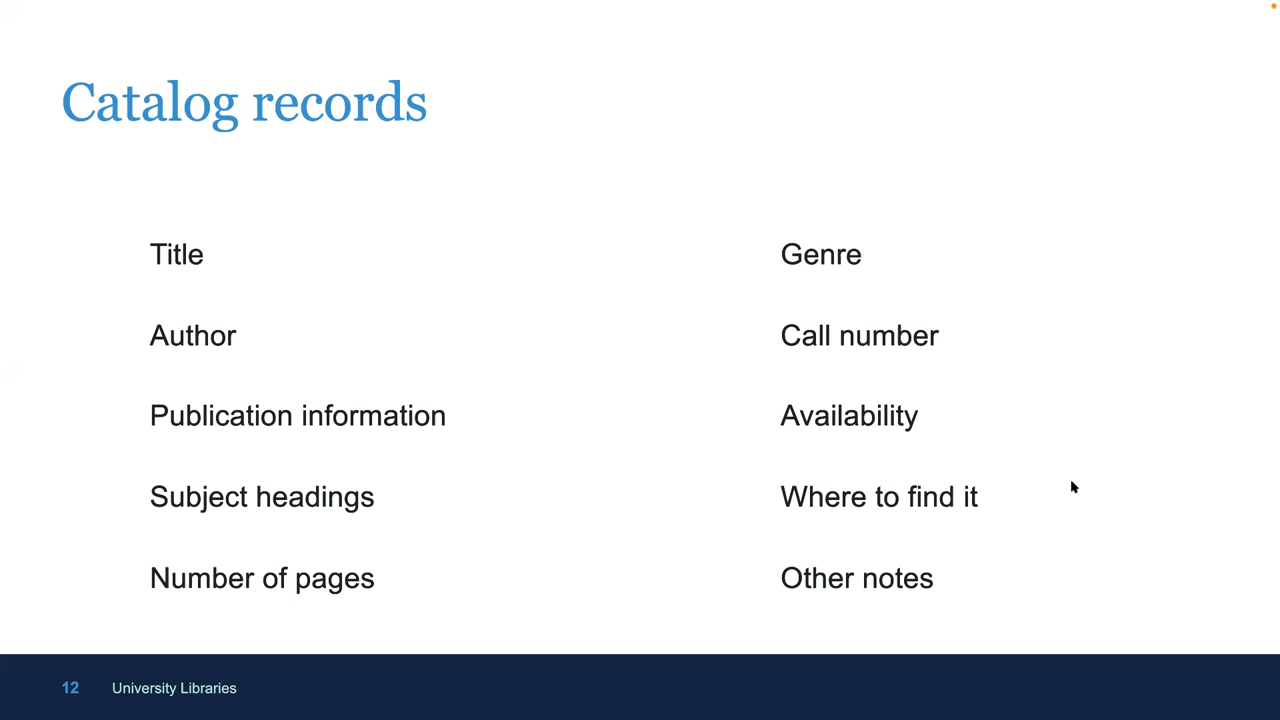 Catalog records
Title
Author
Publication information
Subject headings
Number of pages
Genre
Call number
Availability
Where to find it
Other notes
12
University Libraries